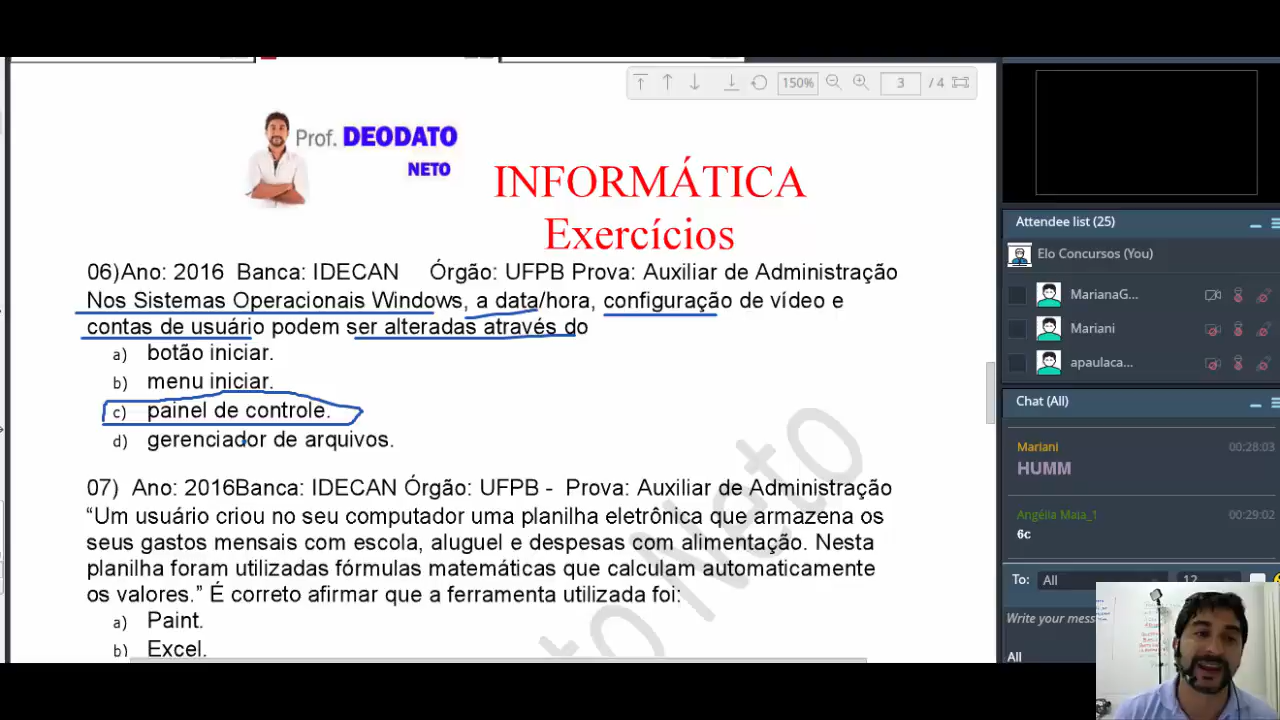 150%
3
/ 4
Prof. DEODATO
NETO
INFORMÁTICA
Exercícios
06)Ano: 2016 Banca: IDECAN Órgão: UFPB Prova: Auxiliar de Administração
Nos Sistemas Operacionais Windows, a data/hora, configuração de vídeo e
contas de usuário podem ser alteradas através do
a) botão iniciar.
b) menu iniciar.
c) painel de controle.
d) gerenciador de arquivos.
07) Ano: 2016Banca: IDECAN Órgão: UFPB - Prova: Auxiliar de Administração
“Um usuário criou no seu computador uma planilha eletrônica que armazena os
seus gastos mensais com escola, aluguel e despesas com alimentação. Nesta
planilha foram utilizadas fórmulas matemáticas que calculam automaticamente
os valores.” É correto afirmar que a ferramenta utilizada foi:
a) Paint.
b) Excel.
to Neto
Attendee list (25)
Elo Concursos (You)
MarianaG...
Mariani
apaulaca...
Chat (All)
Mariani 00:28:03
HUMM
Angéila Maia_1 00:29:02
6c
To: All 12
Write your mess
All